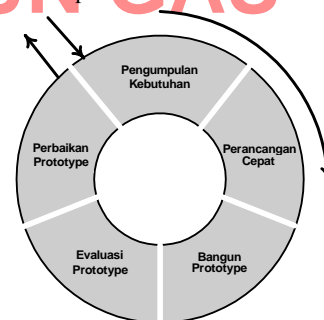 Pengumpulan
Kebutuhan
Perancangan
Cepat
Bangun
Prototype
Evaluasi
Prototype
Perbaikan
Prototype